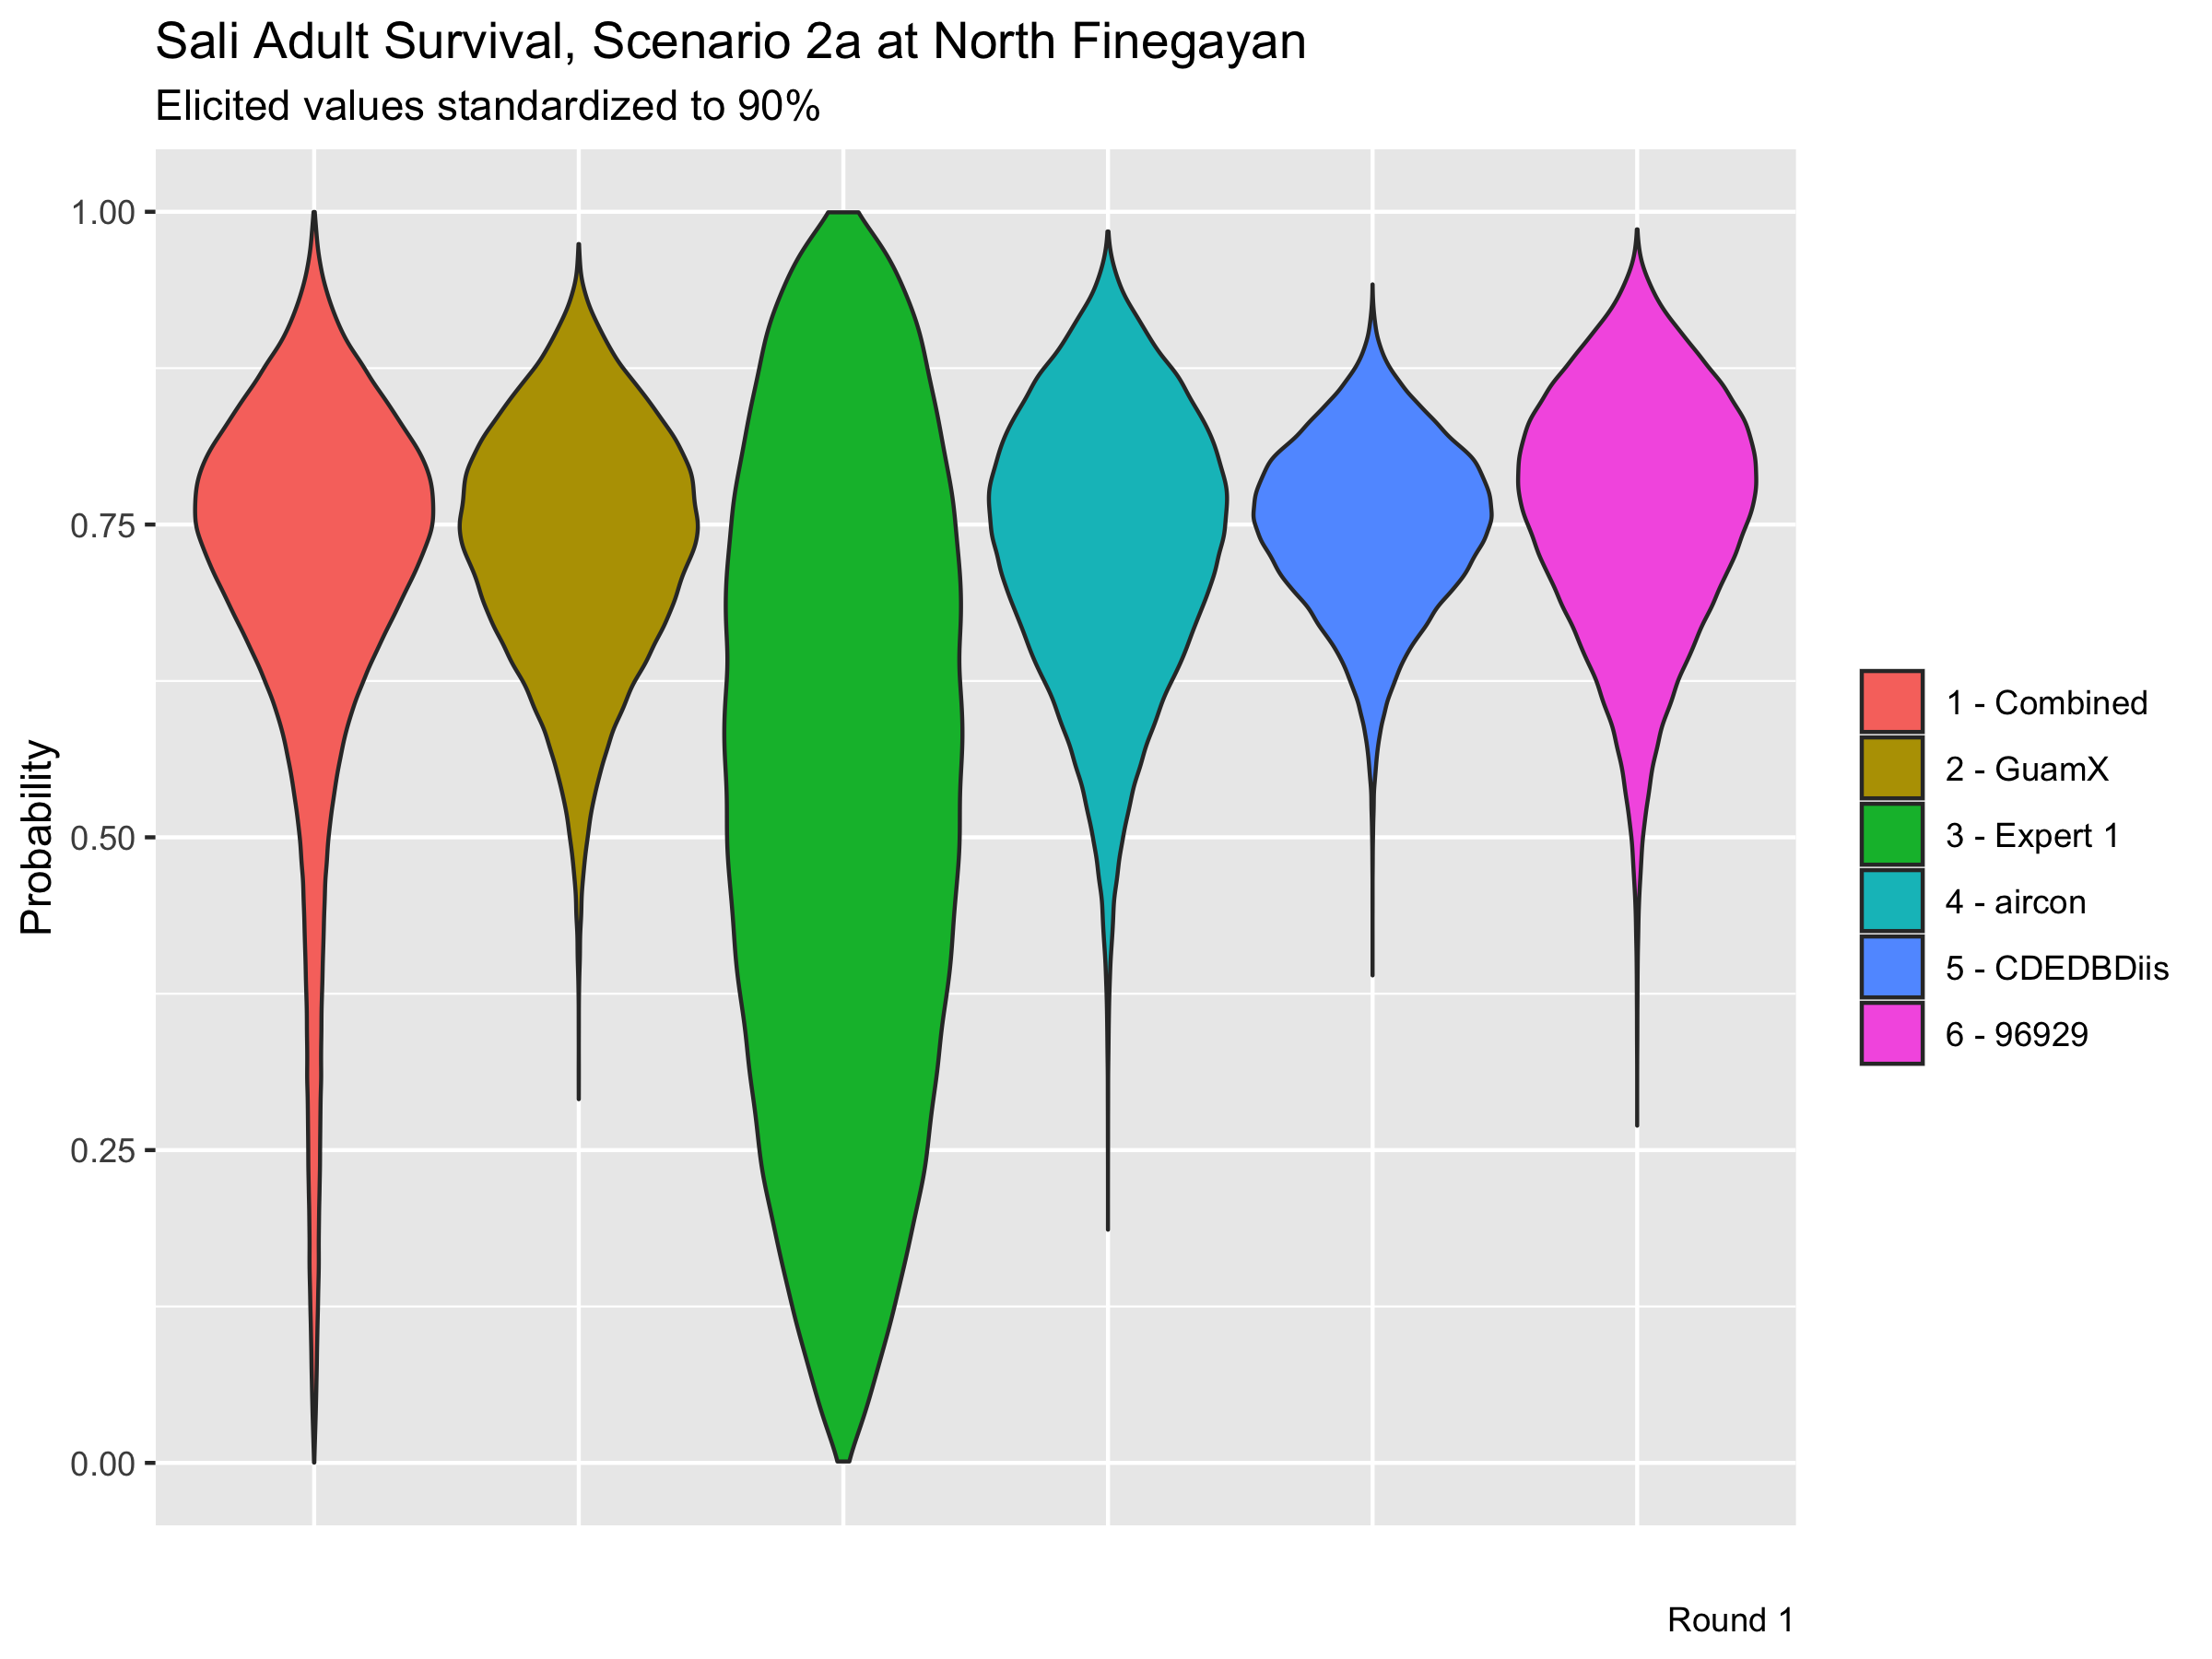 Sali Adult Survival, Scenario 2a at North Finegayan
Elicited values standardized to 90%
1.00
0.75
0.50
0.25
0.00
Probability
1 - Combined
2 - GuamX
3 - Expert 1
4 - aircon
5 - CDEDBDiis
6 - 96929
Round 1